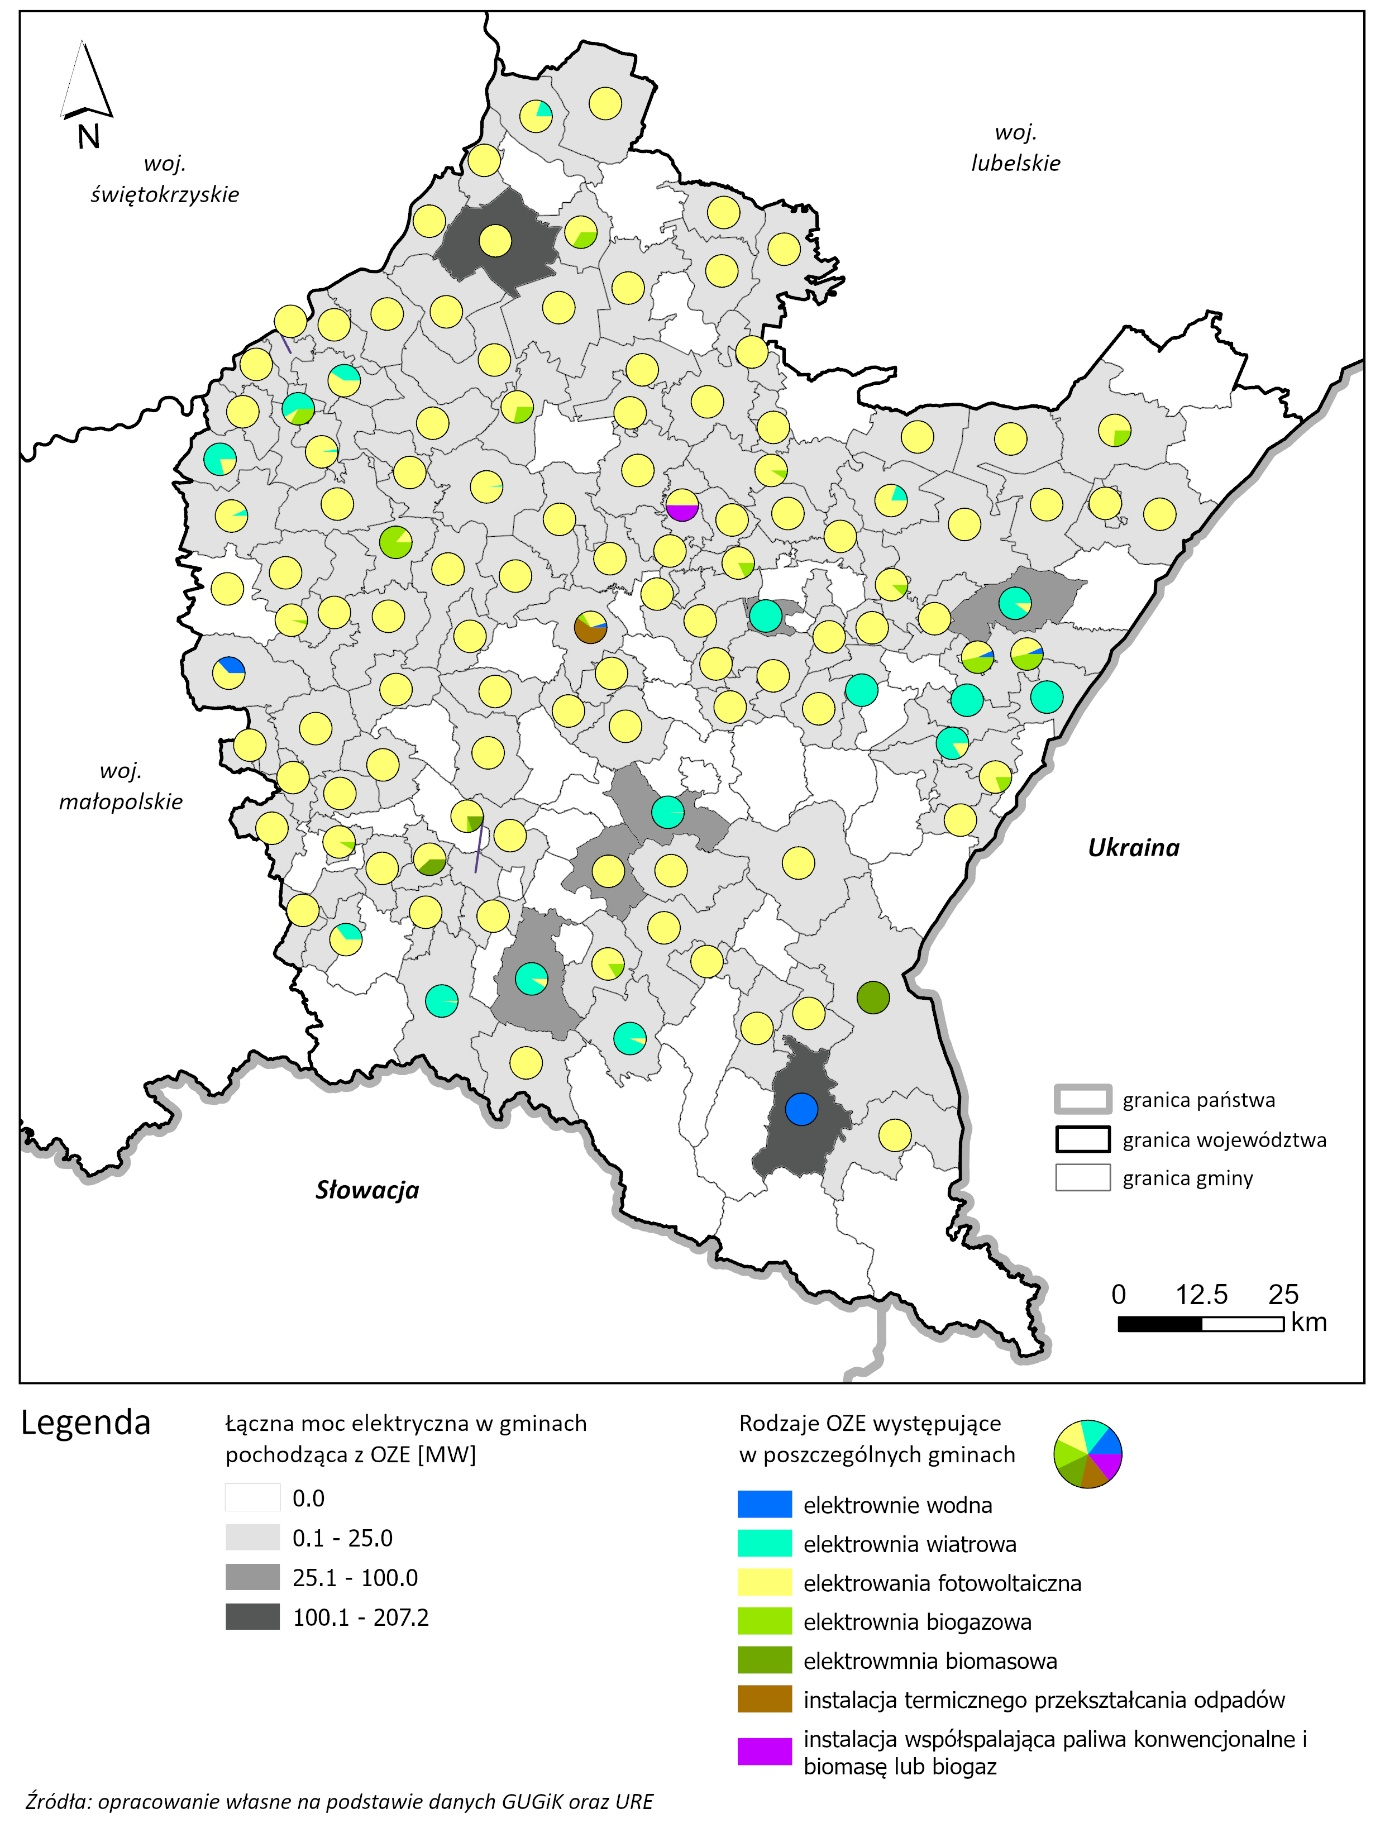 N
woj.
świętokrzyskie
woj.
lubelskie
woj.
małopolskie
Ukraina
Słowacja
granica państwa
granica województwa
granica gminy
0 12.5 25
km
Legenda
Łączna moc elektryczna w gminach
pochodząca z OZE [MW]
0.0
0.1 - 25.0
25.1 - 100.0
100.1 - 207.2
Rodzaje OZE występujące
w poszczególnych gminach
elektrownie wodna
elektrownia wiatrowa
elektrowania fotowoltaiczna
elektrownia biogazowa
elektrowmnia biomasowa
instalacja termicznego przekształcania odpadów
instalacja współspalająca paliwa konwencjonalne i
biomasę lub biogaz
Źródła: opracowanie własne na podstawie danych GUGiK oraz URE